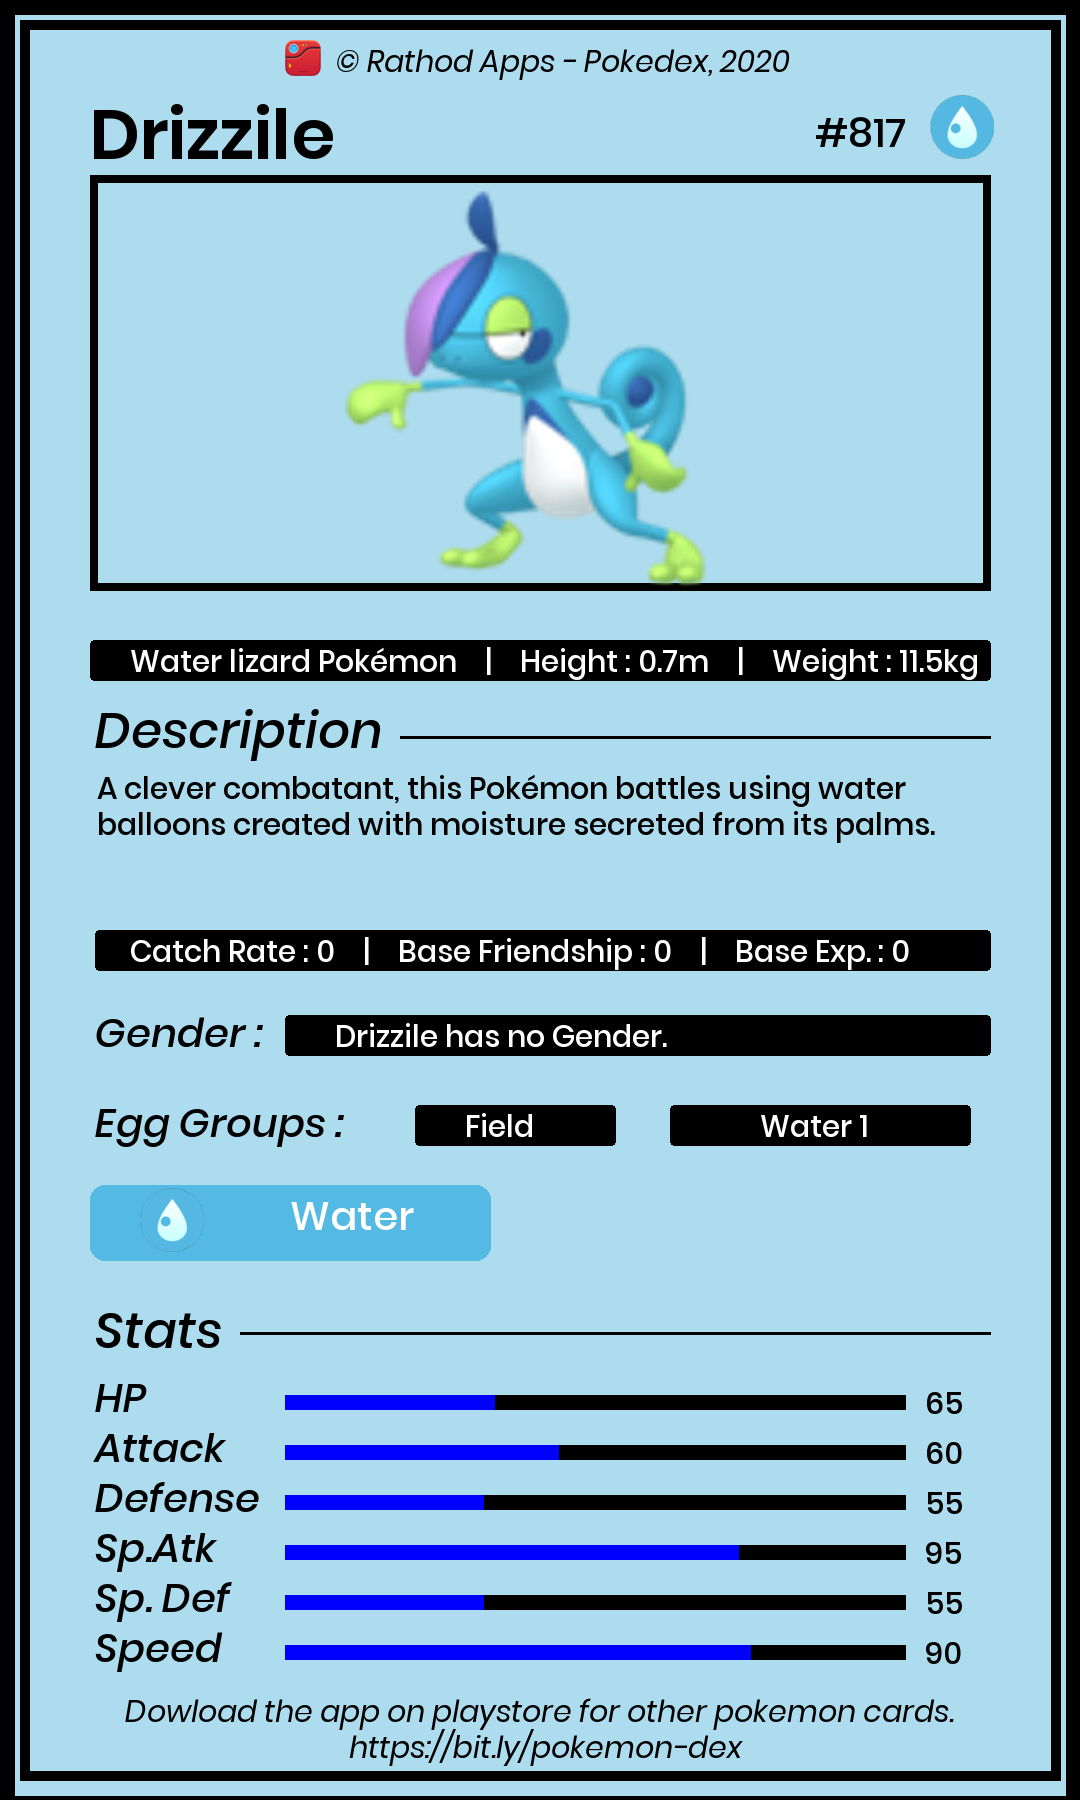 © Rathod Apps - Pokedex, 2020
Drizzile #817
Water lizard Pokémon | Height : 0.7m | Weight : 11.5kg
Description
A clever combatant, this Pokémon battles using water
balloons created with moisture secreted from its palms.
Catch Rate : 0 | Base Friendship : 0 | Base Exp. : 0
Gender : Drizzile has no Gender.
Egg Groups : Field Water 1
Water
Stats
HP 65
Attack 60
Defense 55
Sp.Atk 95
Sp. Def 55
Speed 90
Dowload the app on playstore for other pokemon cards.
https://bit.ly/pokemon-dex